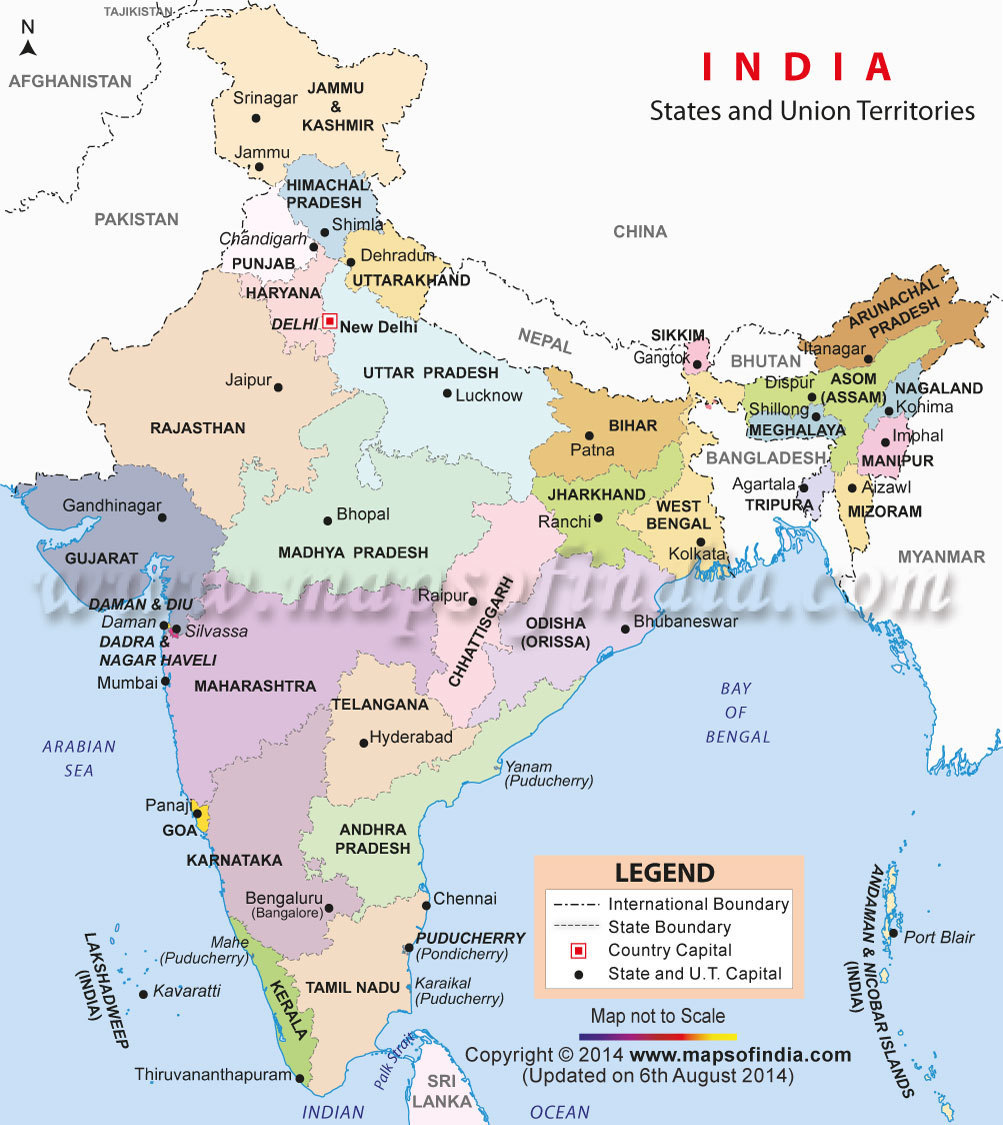 TAJIKISTAN
N
AFGHANISTAN
INDIA
States and Union Territories
JAMMU
&
KASHMIR
Srinagar
Jammu
HIMACHAL
PRADESH
PAKISTAN
Shimla
CHINA
Chandigarh
PUNJAB
Dehradun
UTTARAKHAND
HARYANA
DELHI
New Delhi
NEPAL
SIKKIM
Gangtok
BHUTAN
ARUNACHAL
PRADESH
Itanagar
Jaipur
UTTAR PRADESH
Lucknow
Dispur
ASOM
(ASSAM)
NAGALAND
Kohima
Shillong
MEGHALAYA
RAJASTHAN
BIHAR
Patna
Imphal
MANIPUR
BANGLADESH
Agartala
TRIPURA
Aizawl
MIZORAM
Gandhinagar
Bhopal
JHARKHAND
Ranchi
WEST
BENGAL
Kolkata
GUJARAT
MADHYA PRADESH
MYANMAR
www.mapsofindia.com
DAMAN & DIU
Daman
Silvassa
DADRA &
NAGAR HAVELI
Mumbai
Raipur
CHHATTISGARH
ODISHA
(ORISSA)
Bhubaneswar
MAHARASHTRA
TELANGANA
Hyderabad
BAY
OF
BENGAL
ARABIAN
SEA
Yanam
(Puducherry)
Panaji
GOA
ANDHRA
PRADESH
KARNATAKA
LEGEND
International Boundary
State Boundary
Country Capital
State and U.T. Capital
Bengaluru
(Bangalore)
Chennai
Mahe
(Puducherry)
PUDUCHERRY
(Pondicherry)
LAKSHADWEEP
(INDIA)
Kavaratti
KERALA
TAMIL NADU
Karaikal
(Puducherry)
ANDAMAN & NICOBAR ISLANDS
(INDIA)
Port Blair
Map not to Scale
Palk Strait
Copyright © 2014 www.mapsofindia.com
(Updated on 6th August 2014)
Thiruvananthapuram
SRI
LANKA
INDIAN OCEAN